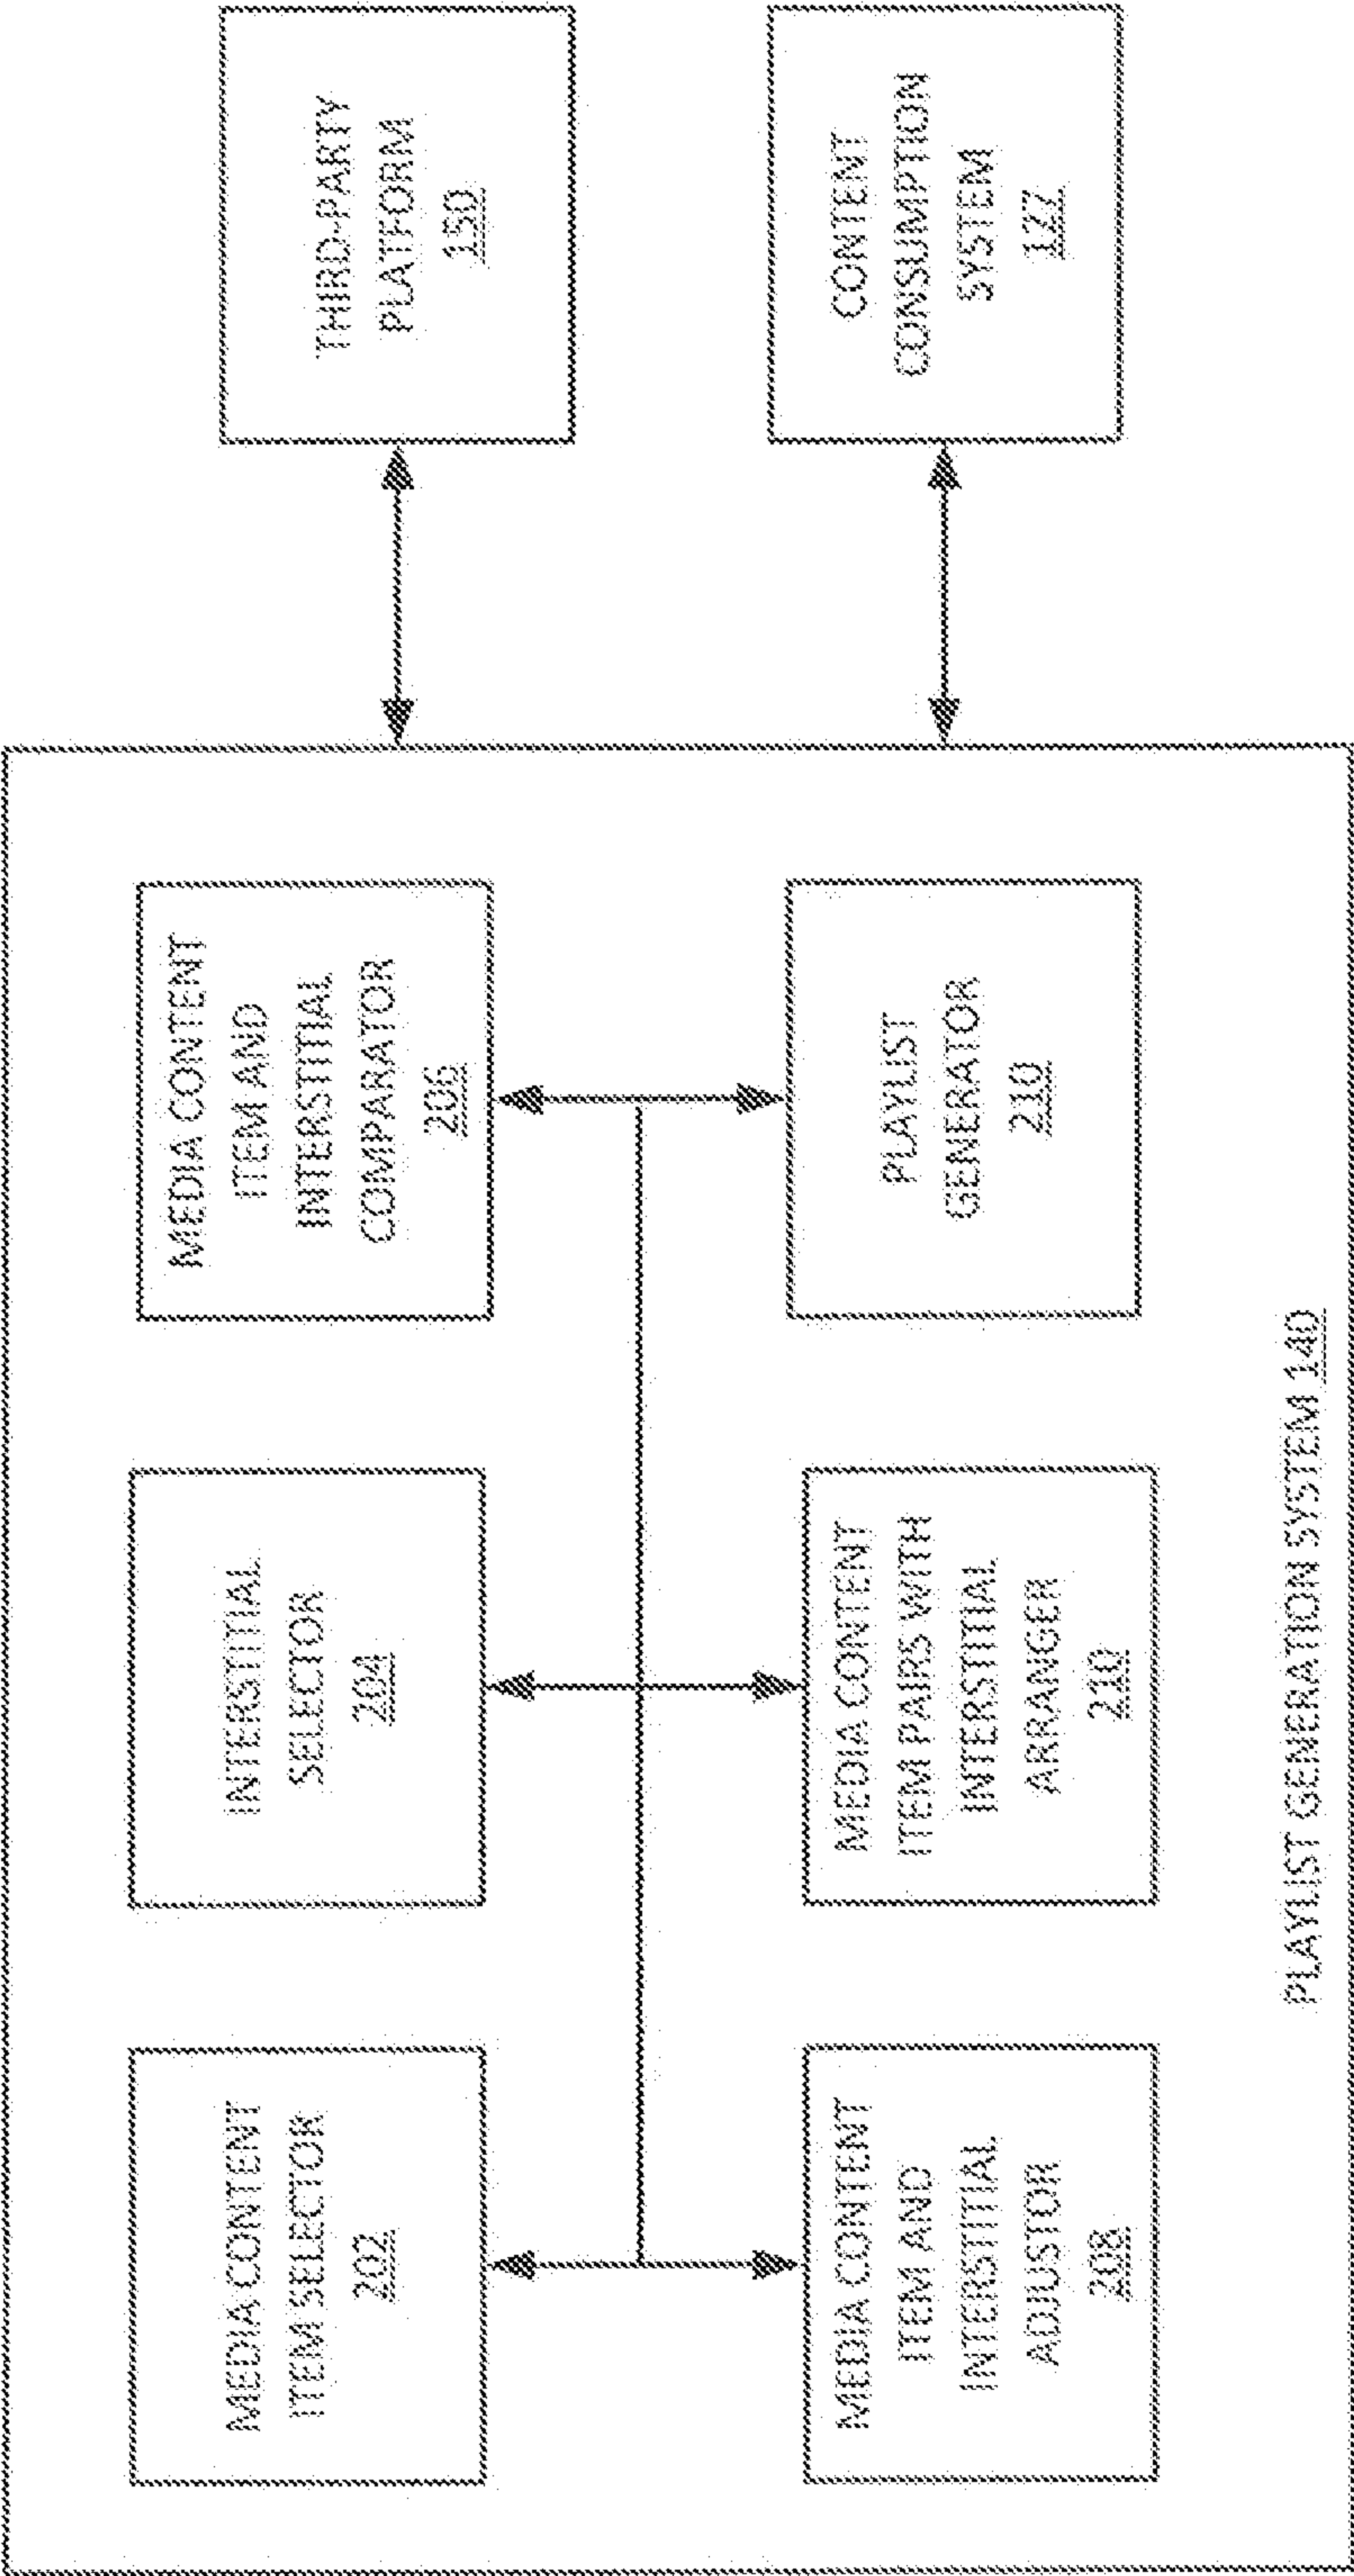 MEDIA CONTENT
ITEM SELECTOR
202
INTERSTITIAL
SELECTOR
204
MEDIA CONTENT
ITEM AND
INTERSTITIAL
COMPARATOR
206
MEDIA CONTENT
ITEM AND
INTERSTITIAL
ADJUSTOR
208
MEDIA CONTENT
ITEM PAIRS WITH
INTERSTITIAL
ARRANGER
210
PLAYLIST
GENERATOR
210
PLAYLIST GENERATION SYSTEM 140
THIRD-PARTY
PLATFORM
150
CONTENT
CONSUMPTION
SYSTEM
177